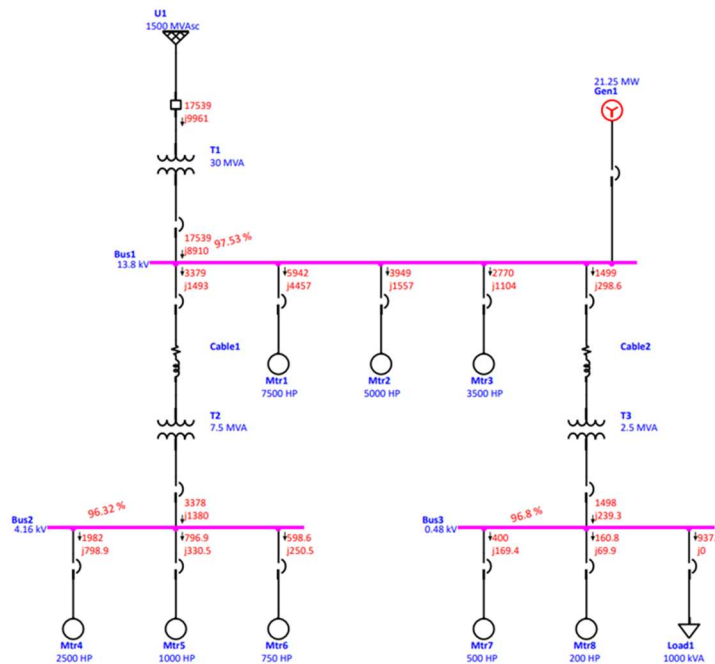 U1
1500 MVAsc
21.25 MW
Gen1
17539
j9961
T1
30 MVA
17539
j8910
97.53 %
Bus1
13.8 kV
3379
j1493
5942
j4457
3949
j1557
2770
j1104
1499
j298.6
Cable1
Cable2
Mtr1
7500 HP
Mtr2
5000 HP
Mtr3
3500 HP
T2
7.5 MVA
T3
2.5 MVA
96.32 %
3378
j1380
96.8 %
1498
j239.3
Bus2
4.16 kV
Bus3
0.48 kV
1982
j798.9
796.9
j330.5
598.6
j250.5
400
j169.4
160.8
j69.9
937.
j0
Mtr4
2500 HP
Mtr5
1000 HP
Mtr6
750 HP
Mtr7
500 HP
Mtr8
200 HP
Load1
1000 kVA